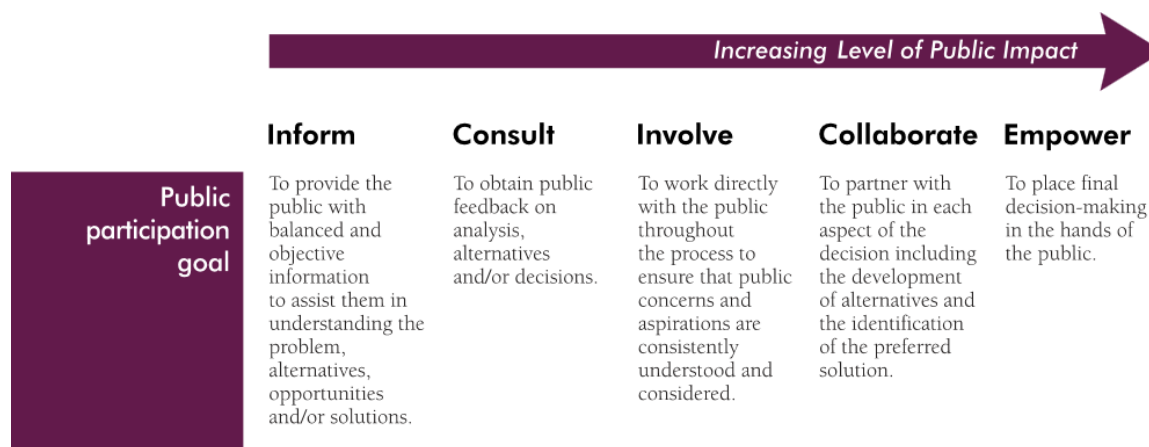 Increasing Level of Public Impact
Inform
Consult
Involve
Collaborate
Empower
Public
participation
goal
To provide the
public with
balanced and
objective
information
to assist them in
understanding the
problem,
alternatives,
opportunities
and/or solutions.
To obtain public
feedback on
analysis,
alternatives
and/or decisions.
To work directly
with the public
throughout
the process to
ensure that public
concerns and
aspirations are
consistently
understood and
considered.
To partner with
the public in each
aspect of the
decision including
the development
of alternatives and
the identification
of the preferred
solution.
To place final
decision-making
in the hands of
the public.